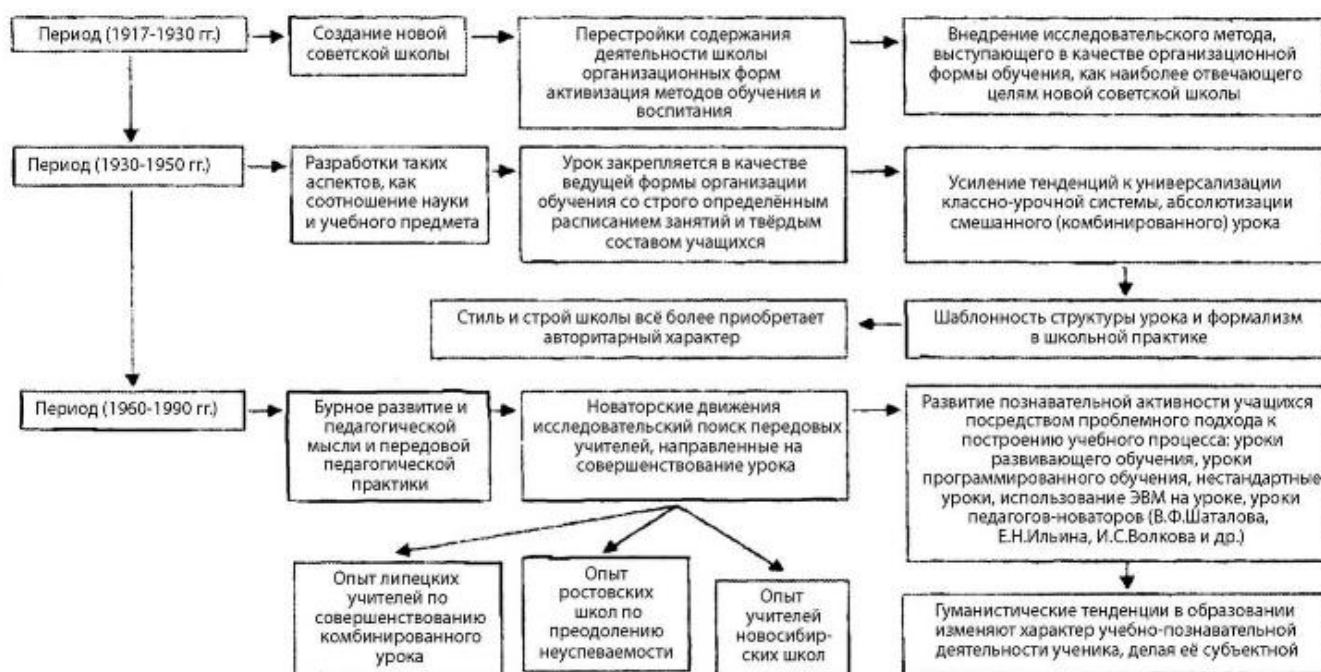 Период (1917-1930 гг.)
Создание новой
советской школы
Перестройки содержания
деятельности школы
организационных форм
активизация методов обучения и
воспитания
Внедрение исследовательского метода,
выступающего в качестве организационной
формы обучения, как наиболее отвечающего
целям новой советской школы
Период (1930-1950 гг.)
Разработки таких
аспектов, как
соотношение науки
и учебного предмета
Урок закрепляется в качестве
ведущей формы организации
обучения со строго определённым
расписанием занятий и твёрдым
составом учащихся
Усиление тенденций к универсализации
классно-урочной системы, абсолютизации
смешанного (комбинированного) урока
Стиль и строй школы всё более приобретает
авторитарный характер
Шаблонность структуры урока и формализм
в школьной практике
Период (1960-1990 гг.)
Бурное развитие и
педагогической
мысли и передовой
педагогической
практики
Новаторские движения
исследовательский поиск передовых
учителей, направленные на
совершенствование урока
Развитие познавательной активности учащихся
посредством проблемного подхода к
построению учебного процесса: уроки
развивающего обучения, уроки
программированного обучения, нестандартные
уроки, использование ЭВМ на уроке, уроки
педагогов-новаторов (В.Ф.Шаталова,
Е.Н.Ильина, И.С.Волкова и др.)
Опыт липецких
учителей по
совершенствованию
комбинированного
урока
Опыт
ростовских
школ по
преодолению
неуспеваемости
Опыт
учителей
новосибир-
ских школ
Гуманистические тенденции в образовании
изменяют характер учебно-познавательной
деятельности ученика, делая её субъектной